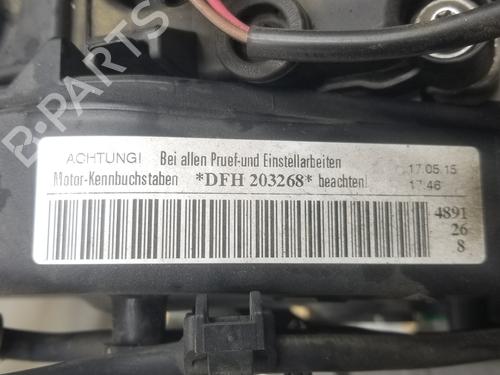 ACHTUNG! Bei allen Pruef-und Einstellarbeiten
Motor-Kennbuchstaben *DFH 203268* beachten!
17.05.15
17:46
4891
26
8
B-PARTS